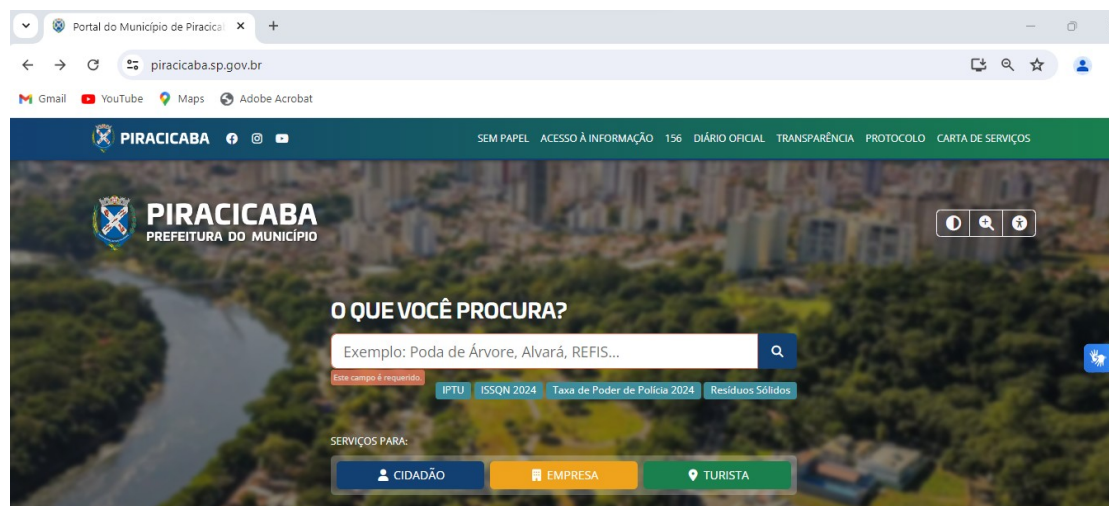 Portal do Município de Piracica
piracicaba.sp.gov.br
Gmail YouTube Maps Adobe Acrobat
PIRACICABA SEM PAPEL ACESSO À INFORMAÇÃO 156 DIÁRIO OFICIAL TRANSPARÊNCIA PROTOCOLO CARTA DE SERVIÇOS
PIRACICABA
PREFEITURA DO MUNICÍPIO
O QUE VOCÊ PROCURA?
Exemplo: Poda de Árvore, Alvará, REFIS...
Este campo é requerido.
IPTU ISSQN 2024 Taxa de Poder de Polícia 2024 Resíduos Sólidos
SERVIÇOS PARA:
CIDADÃO EMPRESA TURISTA